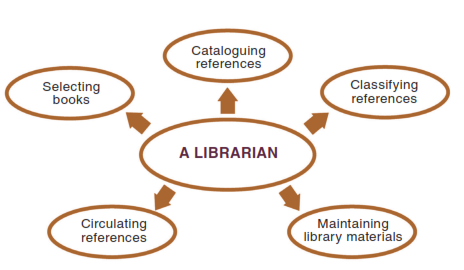 Cataloguing
references
Selecting
books
Classifying
references
A LIBRARIAN
Circulating
references
Maintaining
library materials